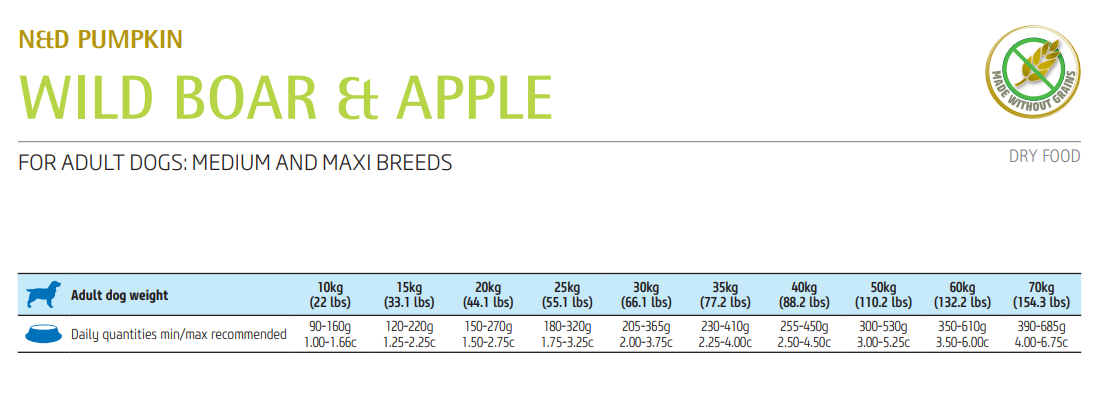 N&D PUMPKIN
WILD BOAR & APPLE
MADE WITHOUT GRAINS
FOR ADULT DOGS: MEDIUM AND MAXI BREEDS
DRY FOOD
Adult dog weight 10kg (22 lbs) 15kg (33.1 lbs) 20kg (44.1 lbs) 25kg (55.1 lbs) 30kg (66.1 lbs) 35kg (77.2 lbs) 40kg (88.2 lbs) 50kg (110.2 lbs) 60kg (132.2 lbs) 70kg (154.3 lbs)
Daily quantities min/max recommended 90-160g 120-220g 150-270g 180-320g 205-365g 230-410g 255-450g 300-530g 350-610g 390-685g
1.00-1.66c 1.25-2.25c 1.50-2.75c 1.75-3.25c 2.00-3.75c 2.25-4.00c 2.50-4.50c 3.00-5.25c 3.50-6.00c 4.00-6.75c